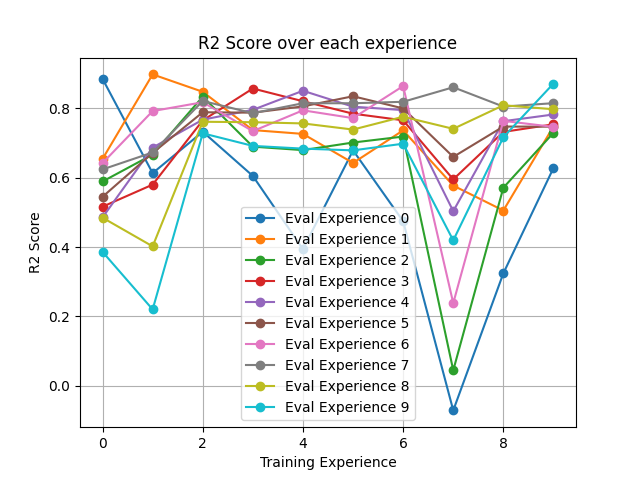 R2 Score over each experience
R2 Score
0.8
0.6
0.4
0.2
0.0
Eval Experience 0
Eval Experience 1
Eval Experience 2
Eval Experience 3
Eval Experience 4
Eval Experience 5
Eval Experience 6
Eval Experience 7
Eval Experience 8
Eval Experience 9
0 2 4 6 8
Training Experience